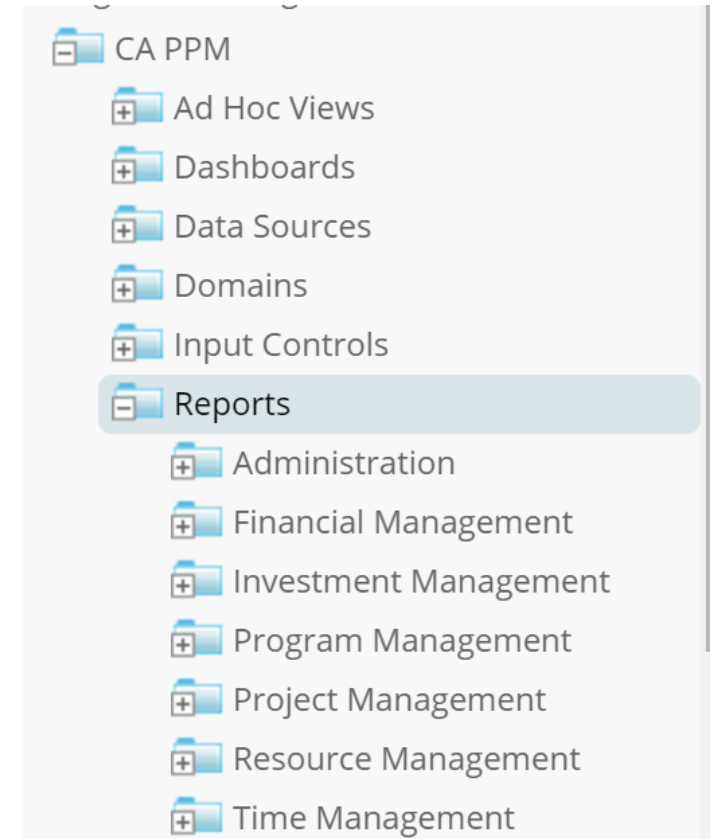 CA PPM
Ad Hoc Views
Dashboards
Data Sources
Domains
Input Controls
Reports
Administration
Financial Management
Investment Management
Program Management
Project Management
Resource Management
Time Management